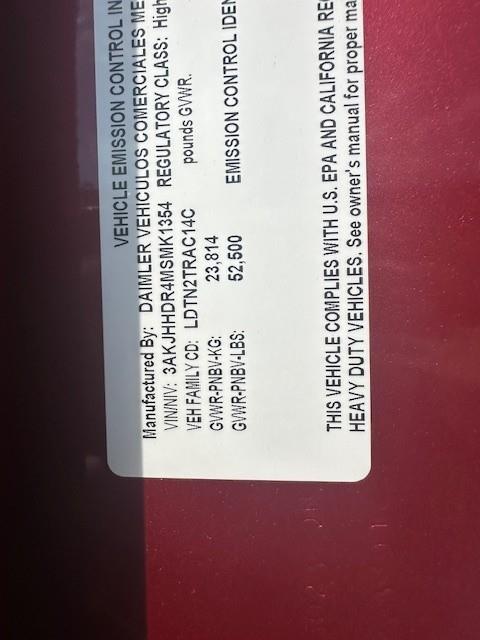 VEHICLE EMISSION CONTROL IN
Manufactured By: DAIMLER VEHICULOS COMERCIALES ME
VIN/NIV: 3AKJHHDR4MSMK1354 REGULATORY CLASS: High
VEH FAMILY CD: LDTN2TRAC14C pounds GVWR.
GVWR-PNBV-KG: 23,814
GVWR-PNBV-LBS: 52,500 EMISSION CONTROL IDEN
THIS VEHICLE COMPLIES WITH U.S. EPA AND CALIFORNIA RE
HEAVY DUTY VEHICLES. See owner's manual for proper ma